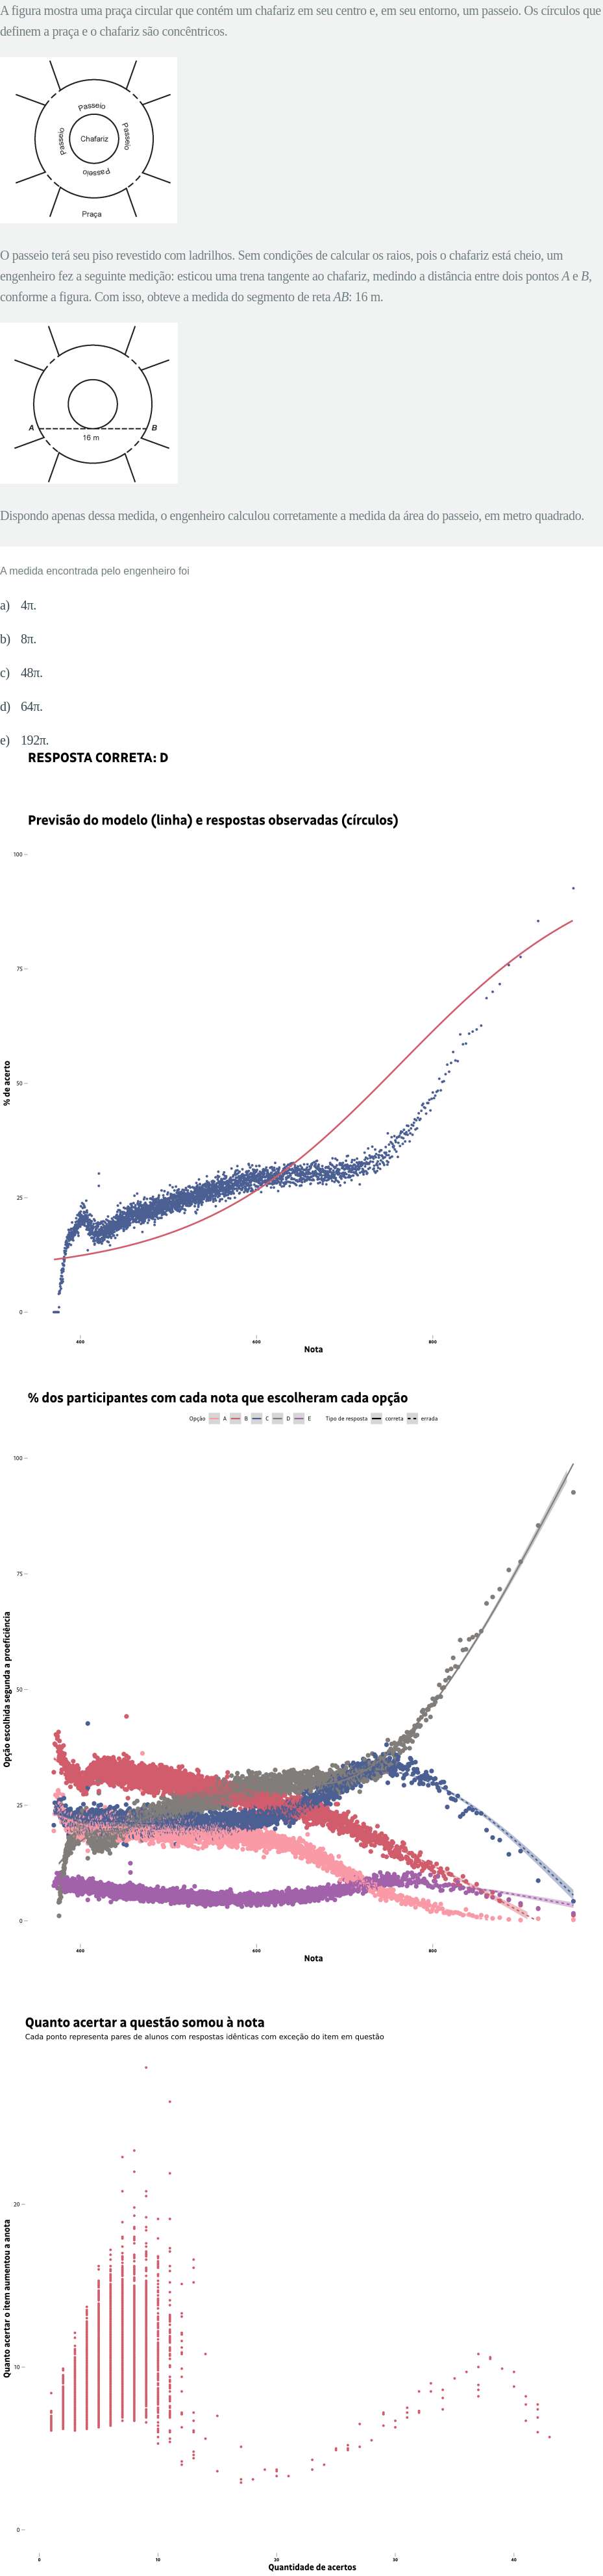 A figura mostra uma praça circular que contém um chafariz em seu centro e, em seu entorno, um passeio. Os círculos que
definem a praça e o chafariz são concêntricos.
Passeio
Passeio
Chafariz
Passeio
Passeio
Praça
O passeio terá seu piso revestido com ladrilhos. Sem condições de calcular os raios, pois o chafariz está cheio, um
engenheiro fez a seguinte medição: esticou uma trena tangente ao chafariz, medindo a distância entre dois pontos A e B,
conforme a figura. Com isso, obteve a medida do segmento de reta AB: 16 m.
A
B
16 m
Dispondo apenas dessa medida, o engenheiro calculou corretamente a medida da área do passeio, em metro quadrado.
A medida encontrada pelo engenheiro foi
a) 4π.
b) 8π.
c) 48π.
d) 64π.
e) 192π.
RESPOSTA CORRETA: D
Previsão do modelo (linha) e respostas observadas (círculos)
100
75
50
25
0
% de acerto
400 600 800
Nota
% dos participantes com cada nota que escolheram cada opção
Opção A B C D E Tipo de resposta correta errada
100
75
50
25
0
Opção escolhida segunda a proeficiência
400 600 800
Nota
Quanto acertar a questão somou à nota
Cada ponto representa pares de alunos com respostas idênticas com exceção do item em questão
20
10
0
Quanto acertar o item aumentou a anota
0 10 20 30 40
Quantidade de acertos